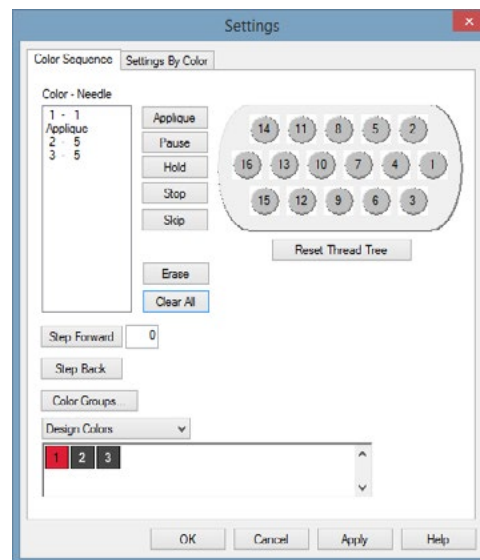 Settings
Color Sequence Settings By Color
Color - Needle
1 - 1
Applique
2 - 5
3 - 5
Applique
Pause
Hold
Stop
Skip
Erase
Clear All
14 11 8 5 2
16 13 10 7 4 1
15 12 9 6 3
Reset Thread Tree
Step Forward 0
Step Back
Color Groups...
Design Colors
1 2 3
OK Cancel Apply Help